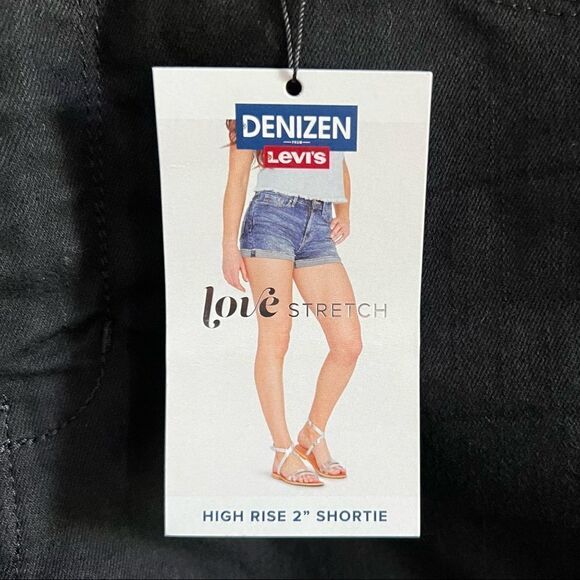 DENIZEN
FROM
Levi's
love STRETCH
HIGH RISE 2” SHORTIE